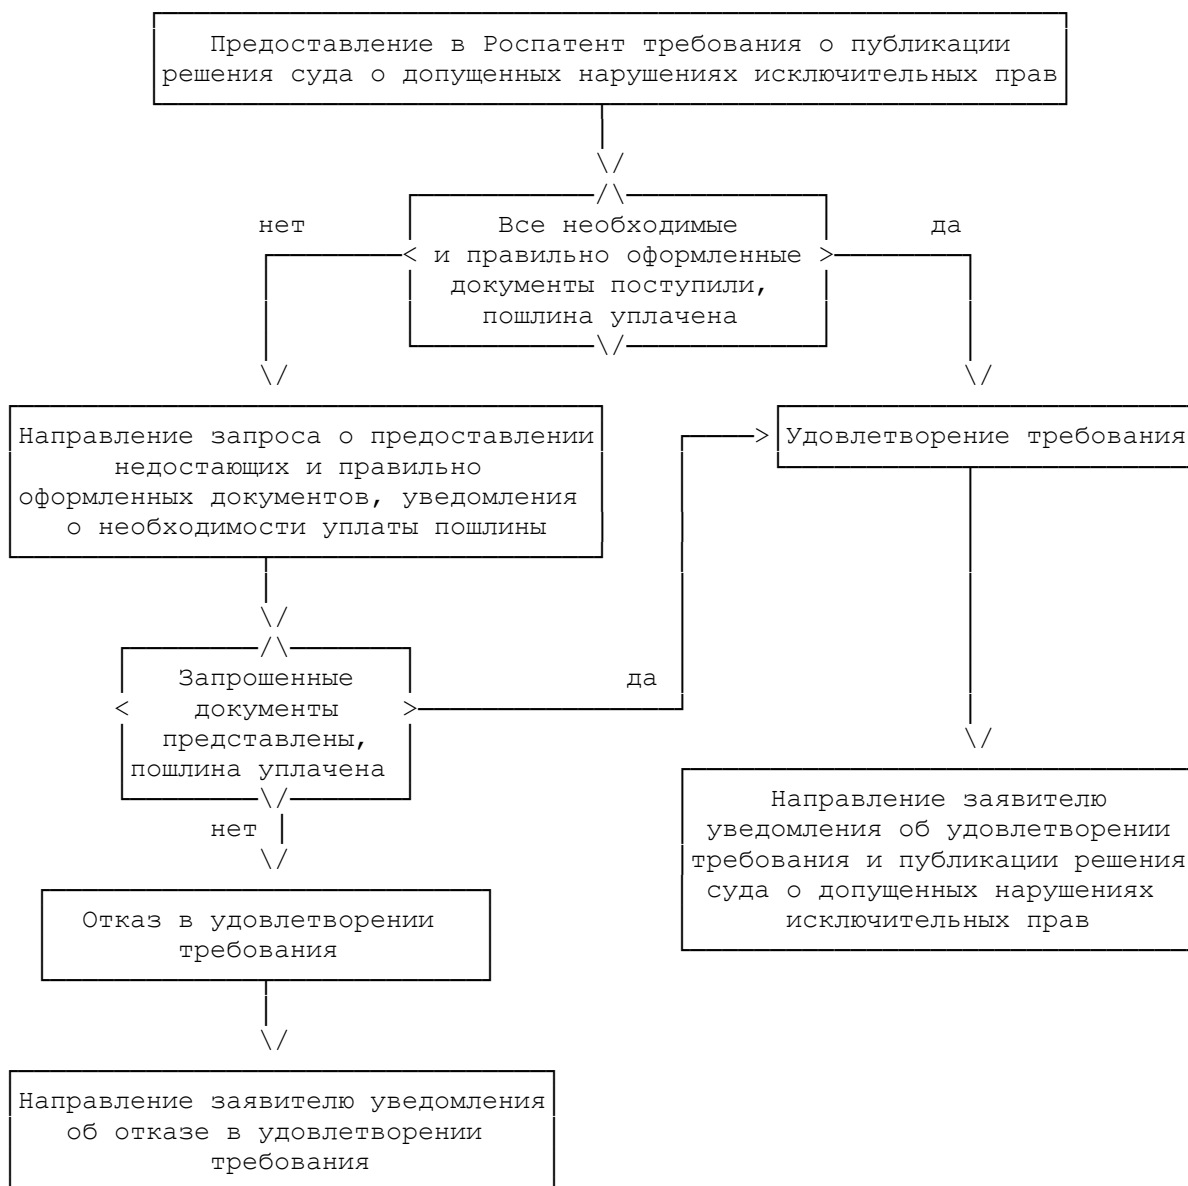 Предоставление в Роспатент требования о публикации
решения суда о допущенных нарушениях исключительных прав
нет
Все необходимые
да
и правильно оформленные
документы поступили,
пошлина уплачена
Направление запроса о предоставлении
недостающих и правильно
оформленных документов, уведомления
о необходимости уплаты пошлины
Удовлетворение требования
Запрошенные
документы
представлены,
пошлина уплачена
да
нет
Направление заявителю
уведомления об удовлетворении
требования и публикации решения
суда о допущенных нарушениях
исключительных прав
Отказ в удовлетворении
требования
Направление заявителю уведомления
об отказе в удовлетворении
требования